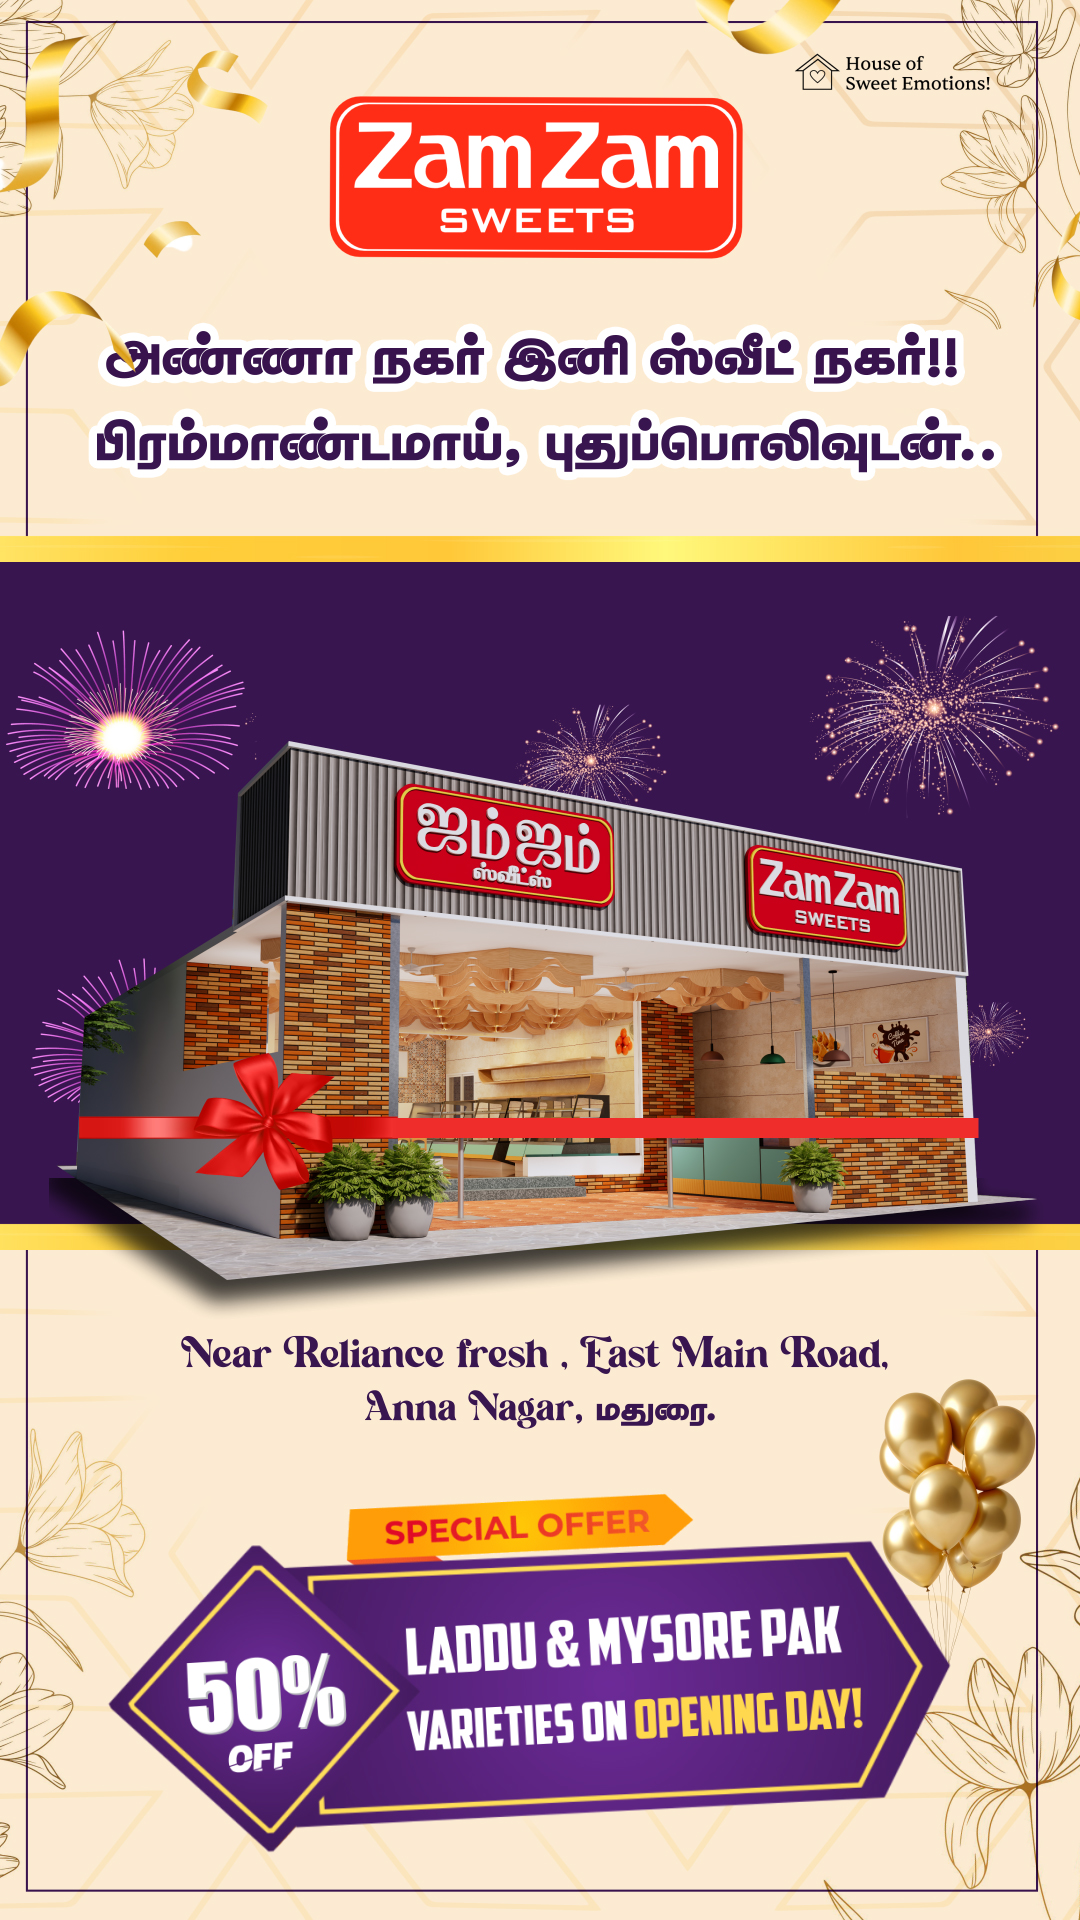 House of
Sweet Emotions!
Zam Zam
SWEETS
அண்ணா நகர் இனி ஸ்வீட் நகர்!!
பிரம்மாண்டமாய், புதுப்பொலிவுடன்..
ஜம் ஜம்
ஸ்வீட்ஸ்
Zam Zam
SWEETS
Coffee
Time
Near Reliance fresh , East Main Road,
Anna Nagar, மதுரை.
SPECIAL OFFER
50%
OFF
LADDU & MYSORE PAK
VARIETIES ON OPENING DAY!